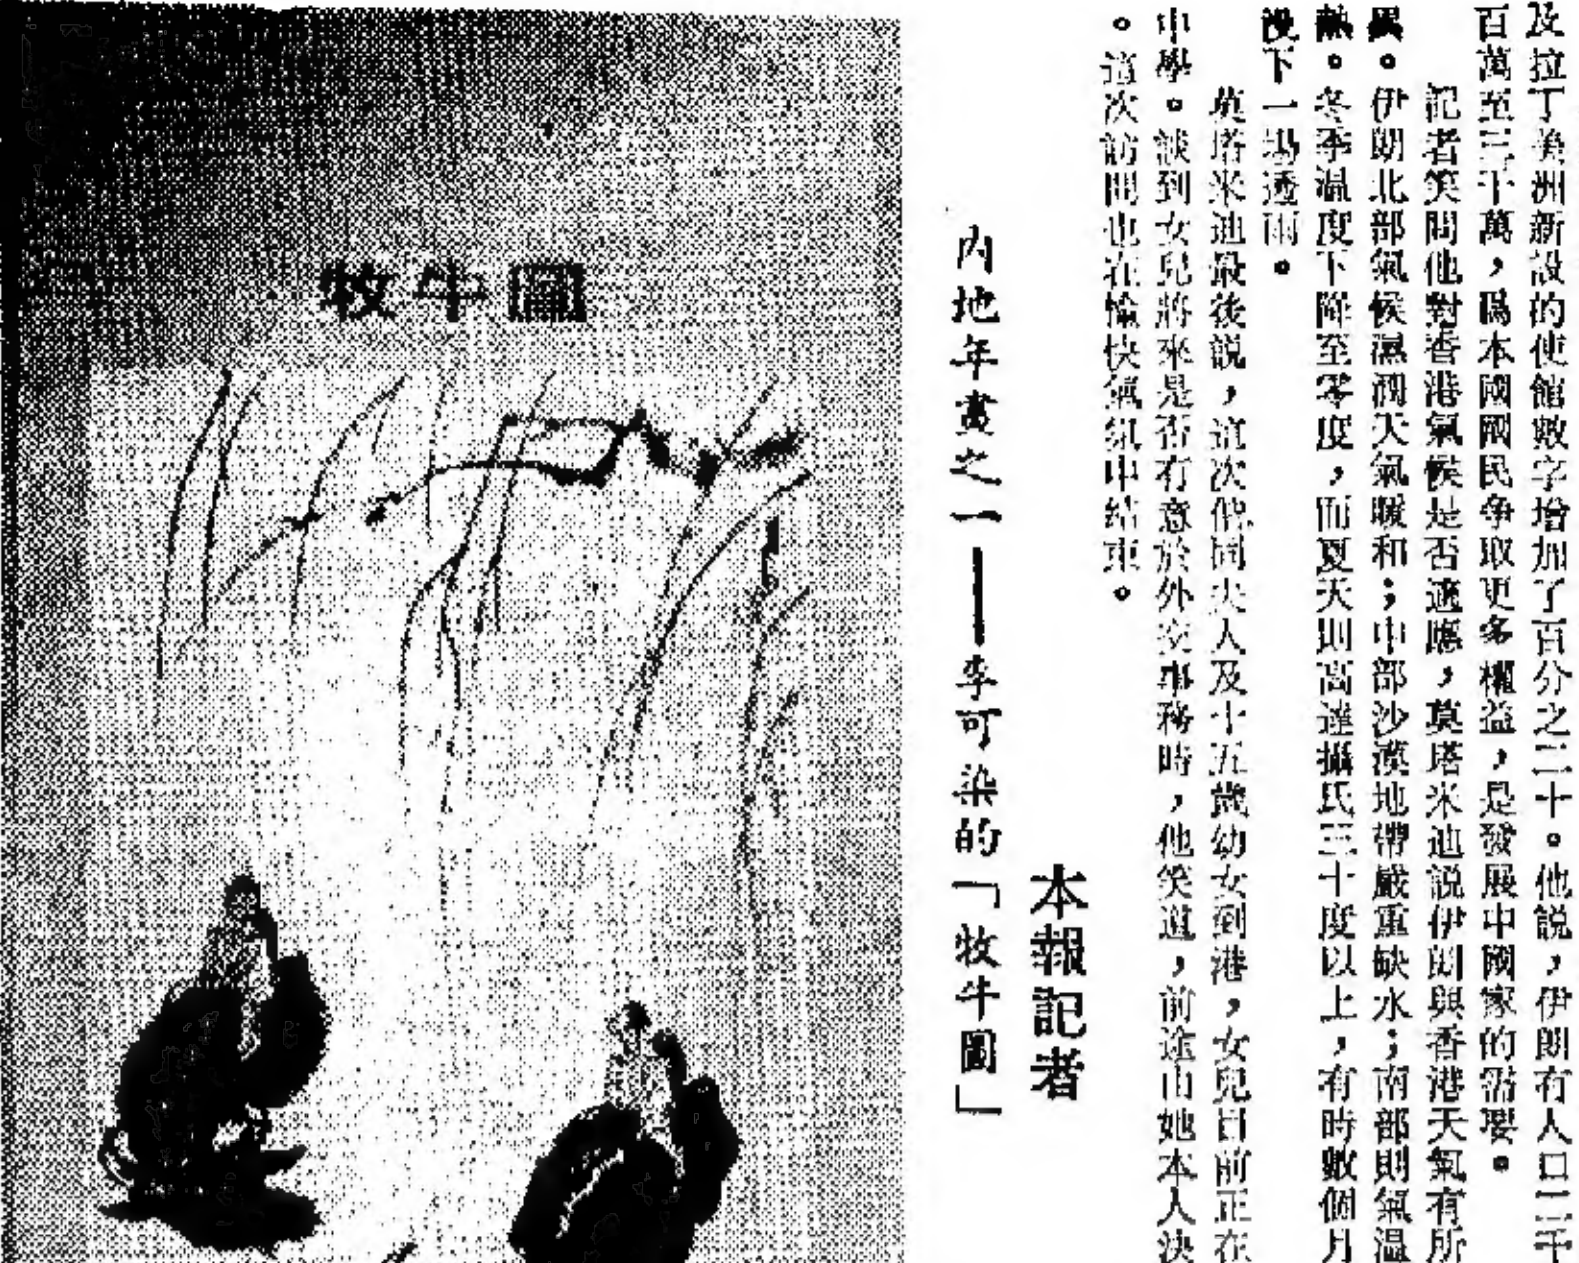 及拉丁美洲新設的使館數字增加了百分之二十。他說，伊朗有人口二千
百萬至三千萬，爲本國國民爭取更多權益，是發展中國家的需要。
記者笑問他對香港氣候是否適應，莫塔米迪說伊朗與香港天氣有所
異。伊朗北部氣候濕潤天氣暖和；中部沙漠地帶嚴重缺水；南部則氣溫
熱。冬季溫度下降至零度，而夏天則高達攝氏三十度以上，有時數個月
沒下一場透雨。
莫塔米迪最後說，這次偕同夫人及十五歲幼女到港，女兒目前正在
中學。談到女兒將來是否有意於外交事務時，他笑道，前途由她本人決
。這次訪問也在愉快氣氛中結束。
本報記者
內地年畫之一——李可染的「牧牛圖」
牧牛圖